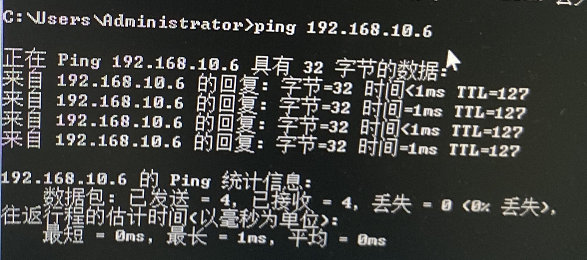 C:\Users\Administrator>ping 192.168.10.6
正在 Ping 192.168.10.6 具有 32 字节的数据:
来自 192.168.10.6 的回复: 字节=32 时间<1ms TTL=127
来自 192.168.10.6 的回复: 字节=32 时间=1ms TTL=127
来自 192.168.10.6 的回复: 字节=32 时间<1ms TTL=127
来自 192.168.10.6 的回复: 字节=32 时间=1ms TTL=127
192.168.10.6 的 Ping 统计信息:
数据包: 已发送 = 4, 已接收 = 4, 丢失 = 0 (0% 丢失),
往返行程的估计时间(以毫秒为单位):
最短 = 0ms, 最长 = 1ms, 平均 = 0ms